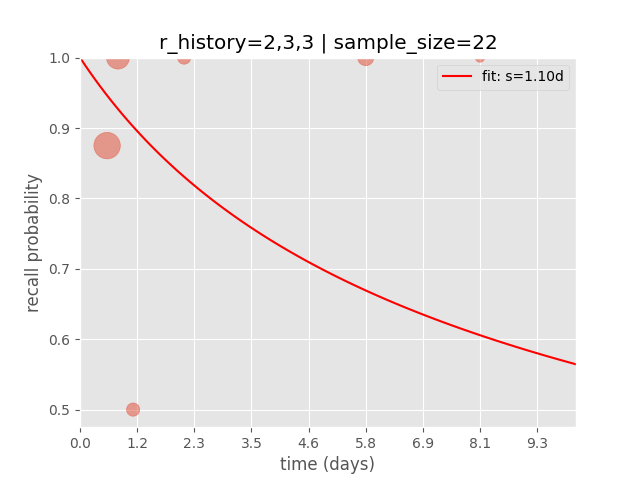 r_history=2,3,3 | sample_size=22
fit: s=1.10d
recall probability
1.0
0.9
0.8
0.7
0.6
0.5
0.0 1.2 2.3 3.5 4.6 5.8 6.9 8.1 9.3
time (days)